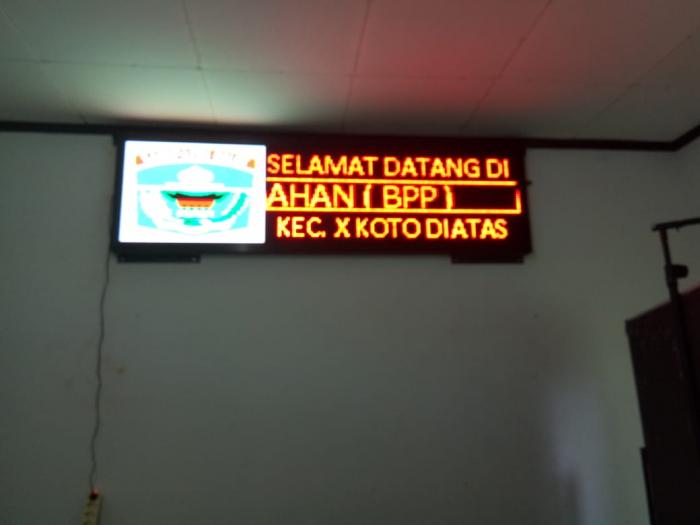 SELAMAT DATANG DI
AHAN ( BPP )
KEC. X KOTO DIATAS